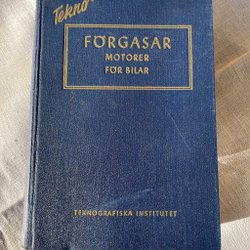 Tekno
FÖRGASAR
MOTORER
FÖR BILAR
TEKNOGRAFISKA INSTITUTET